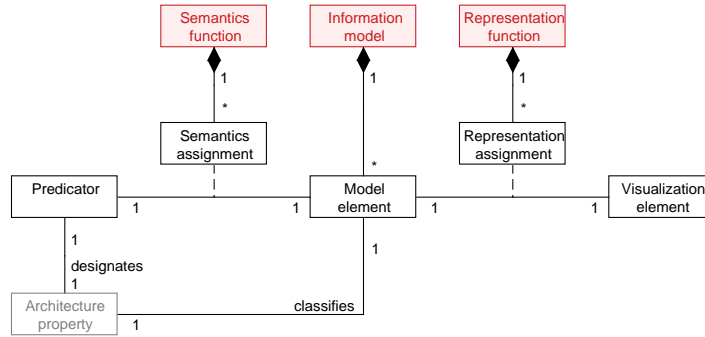 Semantics
function
Information
model
Representation
function
1
1
1
*
*
Semantics
assignment
Representation
assignment
*
Predicator
Model
element
Visualization
element
1
1
1
1
1
1
designates
1
Architecture
property
classifies
1